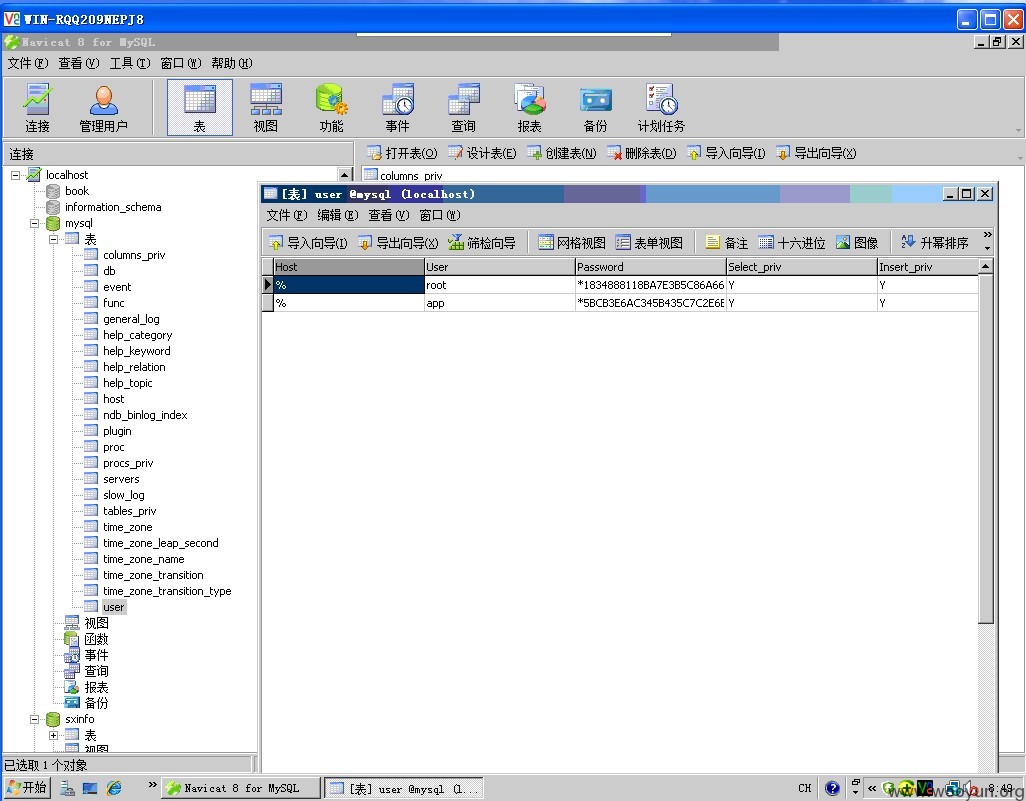 WIN-RQQ209NEPJ8
Navicat 8 for MySQL
文件(F) 查看(V) 工具(T) 窗口(W) 帮助(H)
连接 管理用户 表 视图 功能 事件 查询 报表 备份 计划任务
连接
打开表(O) 设计表(E) 创建表(N) 删除表(D) 导入向导(I) 导出向导(X)
localhost
book
information_schema
mysql
表
columns_priv
db
event
func
general_log
help_category
help_keyword
help_relation
help_topic
host
ndb_binlog_index
plugin
proc
procs_priv
servers
slow_log
tables_priv
time_zone
time_zone_leap_second
time_zone_name
time_zone_transition
time_zone_transition_type
user
视图
函数
事件
查询
报表
备份
sxinfo
表
视图
columns_priv
[表] user @mysql (localhost)
文件(F) 编辑(E) 查看(V) 窗口(W)
导入向导(I) 导出向导(X) 筛检向导 网格视图 表单视图 备注 十六进位 图像 升幂排序 »
Host User Password Select_priv Insert_priv
% root *1834888118BA7E3B5C86A66 Y Y
% app *5BCB3E6AC345B435C7C2E6E Y Y
已选取 1 个对象
开始 » Navicat 8 for MySQL [表] user @mysql (l... CH « 8:49
www.wooyun.org